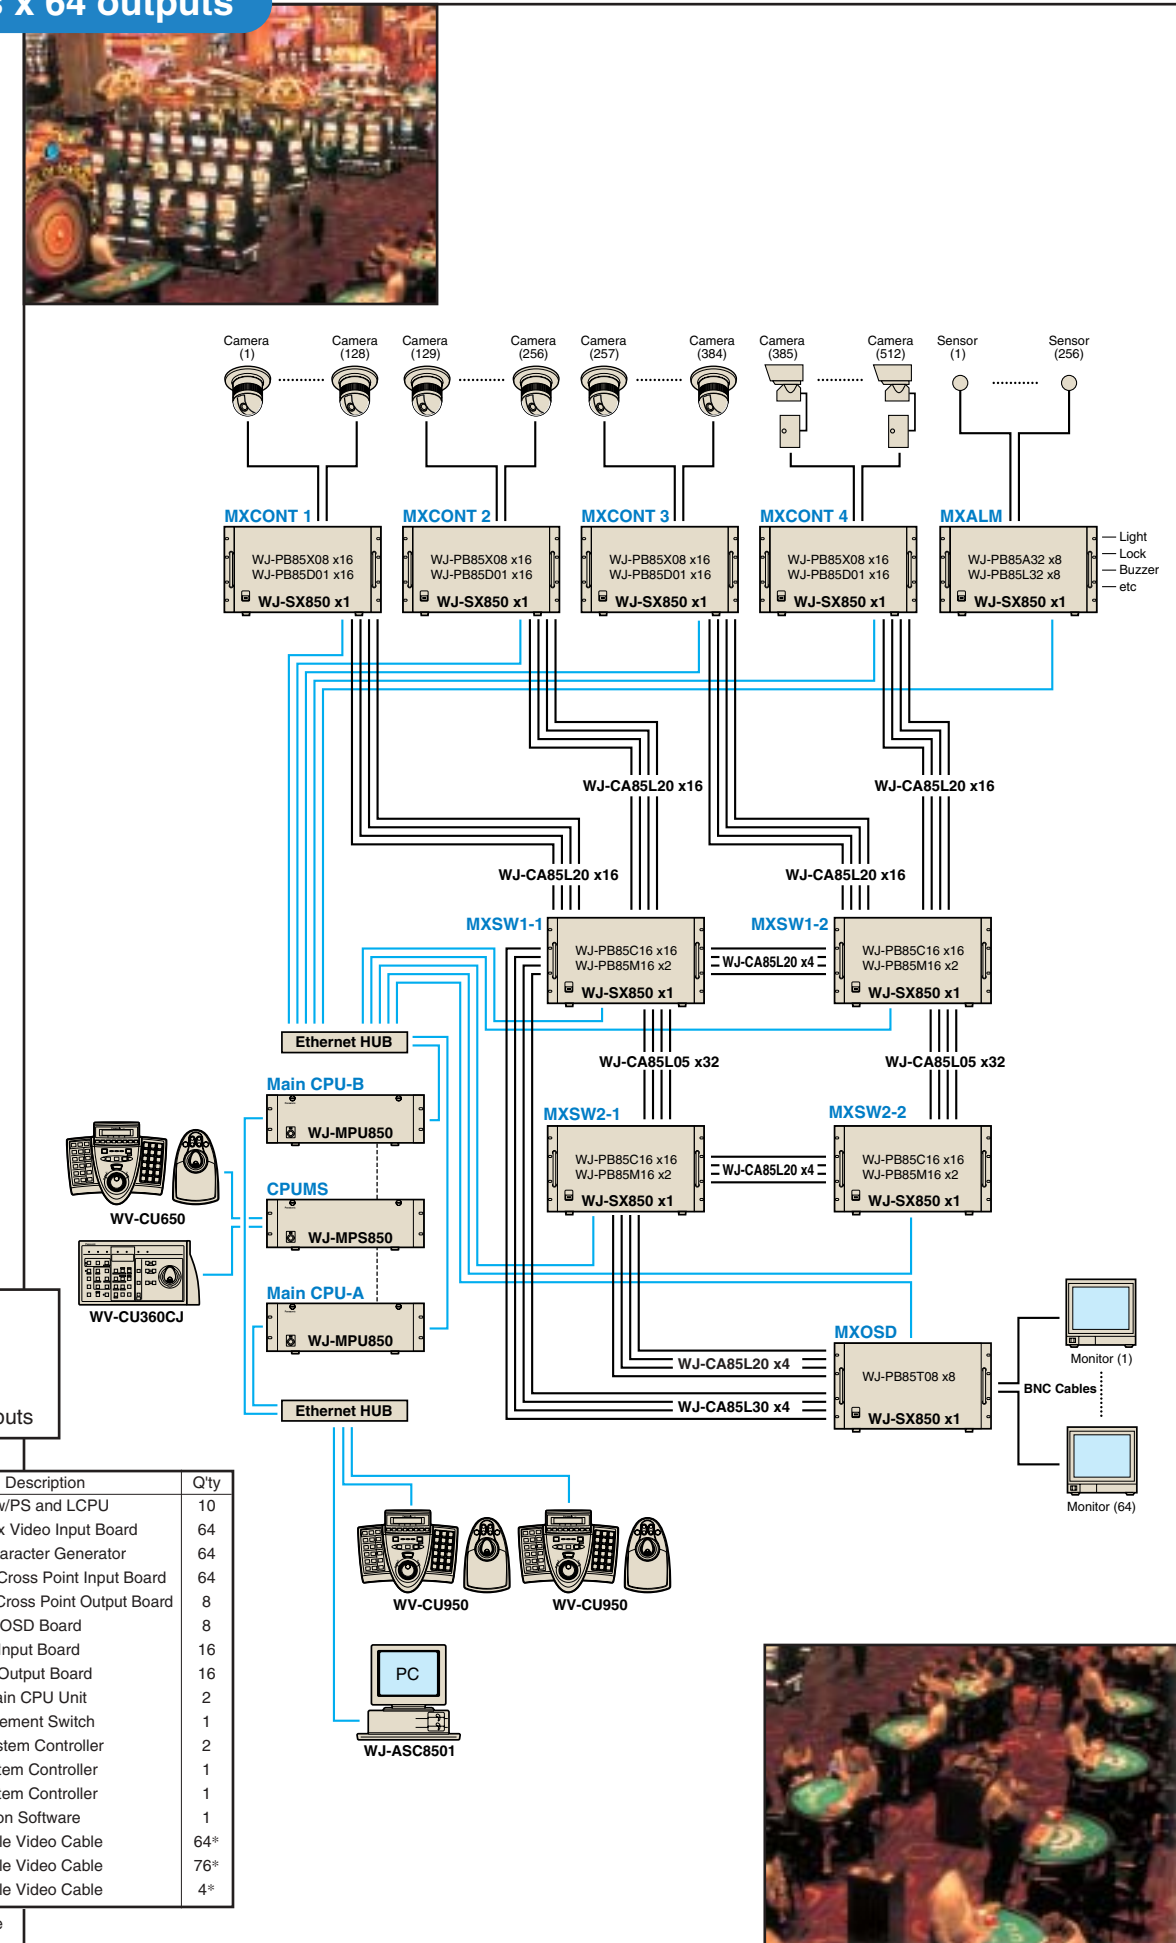 x 64 outputs
Camera (1)
Camera (128)
Camera (129)
Camera (256)
Camera (257)
Camera (384)
Camera (385)
Camera (512)
Sensor (1)
Sensor (256)
MXCONT 1
MXCONT 2
MXCONT 3
MXCONT 4
MXALM
WJ-PB85X08 x16
WJ-PB85D01 x16
WJ-SX850 x1
WJ-PB85X08 x16
WJ-PB85D01 x16
WJ-SX850 x1
WJ-PB85X08 x16
WJ-PB85D01 x16
WJ-SX850 x1
WJ-PB85X08 x16
WJ-PB85D01 x16
WJ-SX850 x1
WJ-PB85A32 x8
WJ-PB85L32 x8
WJ-SX850 x1
Light
Lock
Buzzer
etc
WJ-CA85L20 x16
WJ-CA85L20 x16
WJ-CA85L20 x16
WJ-CA85L20 x16
MXSW1-1
WJ-PB85C16 x16
WJ-PB85M16 x2
WJ-SX850 x1
WJ-CA85L20 x4
MXSW1-2
WJ-PB85C16 x16
WJ-PB85M16 x2
WJ-SX850 x1
Ethernet HUB
WJ-CA85L05 x32
WJ-CA85L05 x32
Main CPU-B
WJ-MPU850
MXSW2-1
WJ-PB85C16 x16
WJ-PB85M16 x2
WJ-SX850 x1
WJ-CA85L20 x4
MXSW2-2
WJ-PB85C16 x16
WJ-PB85M16 x2
WJ-SX850 x1
WV-CU650
CPUMS
WJ-MPS850
WV-CU360CJ
Main CPU-A
WJ-MPU850
MXOSD
WJ-PB85T08 x8
WJ-SX850 x1
WJ-CA85L20 x4
WJ-CA85L30 x4
BNC Cables
Monitor (1)
Monitor (64)
Ethernet HUB
WV-CU950
WV-CU950
PC
WJ-ASC8501
outs
Description Q'ty
w/PS and LCPU 10
x Video Input Board 64
aracter Generator 64
Cross Point Input Board 64
Cross Point Output Board 8
OSD Board 8
Input Board 16
Output Board 16
ain CPU Unit 2
ement Switch 1
stem Controller 2
tem Controller 1
tem Controller 1
on Software 1
le Video Cable 64*
le Video Cable 76*
le Video Cable 4*
e